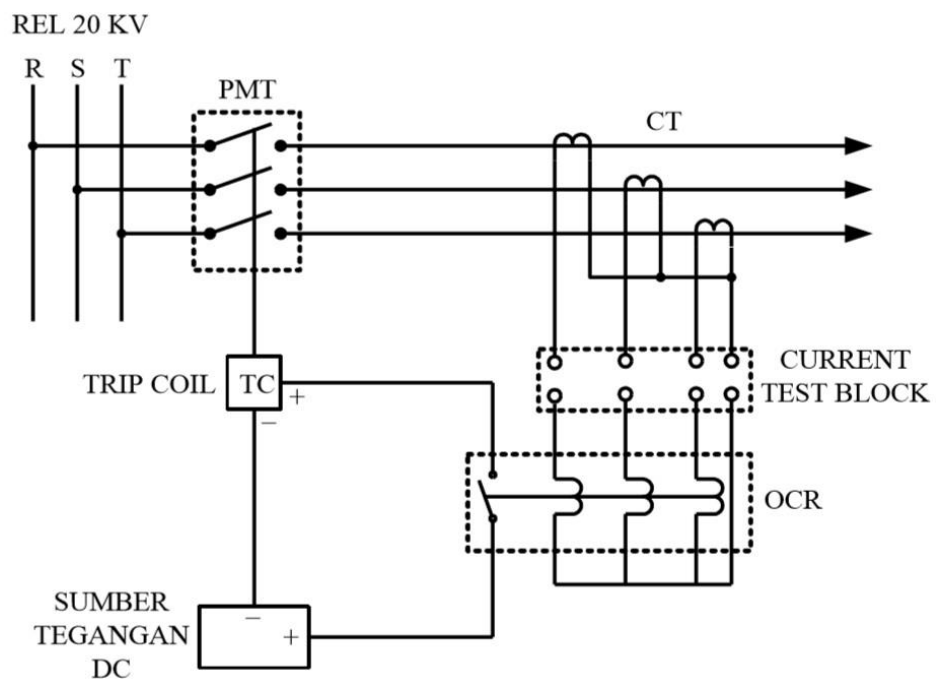 REL 20 KV
R S T
PMT
CT
CURRENT
TEST BLOCK
TRIP COIL
TC
+
−
OCR
SUMBER
TEGANGAN
DC
−
+